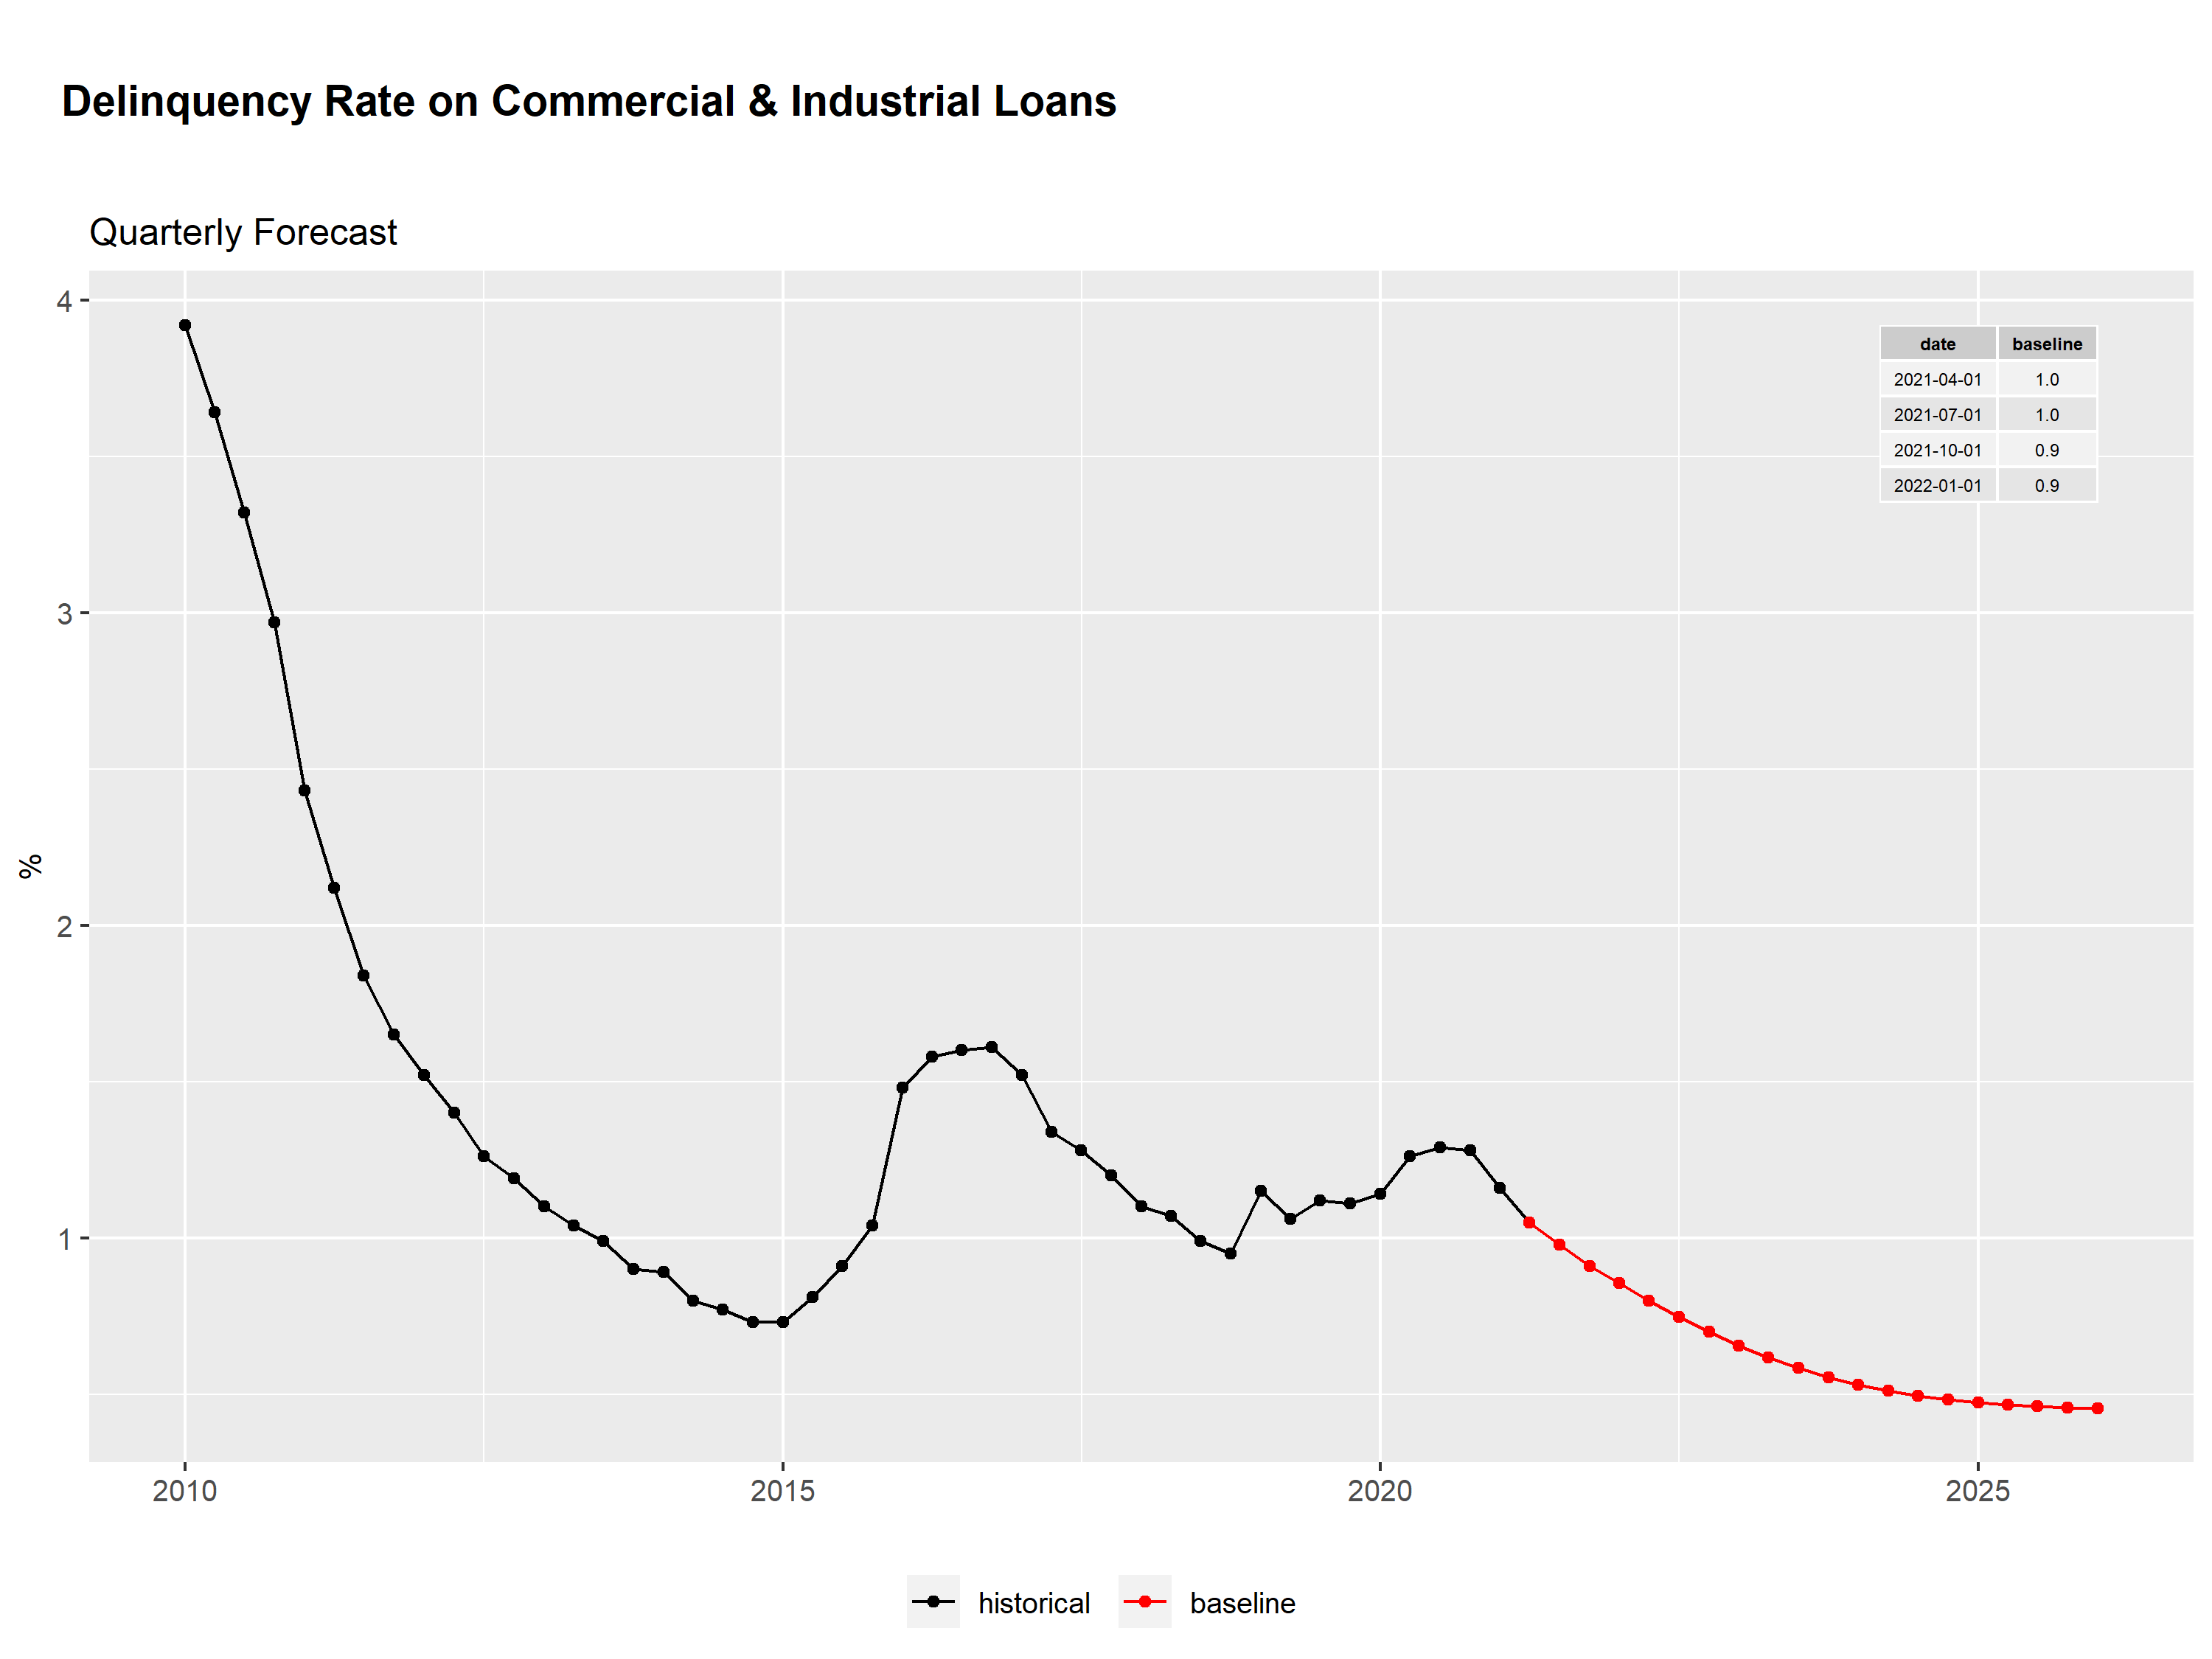 Delinquency Rate on Commercial & Industrial Loans
Quarterly Forecast
4
3
2
1
%
date baseline
2021-04-01 1.0
2021-07-01 1.0
2021-10-01 0.9
2022-01-01 0.9
2010 2015 2020 2025
historical baseline